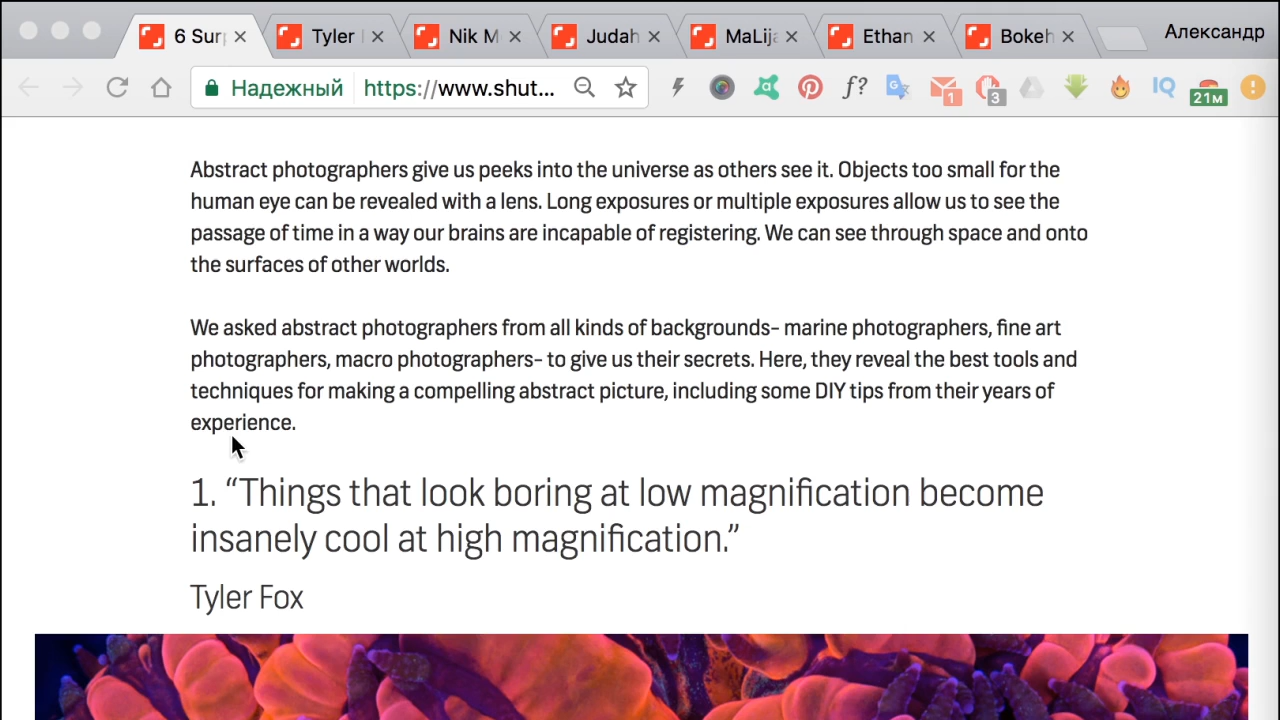 6 Sur
Tyler
Nik M
Judah
MaLija
Ethan
Bokeh
Александр
Надежный
https://www.shut...
f?
1
3
IQ
21м
Abstract photographers give us peeks into the universe as others see it. Objects too small for the
human eye can be revealed with a lens. Long exposures or multiple exposures allow us to see the
passage of time in a way our brains are incapable of registering. We can see through space and onto
the surfaces of other worlds.
We asked abstract photographers from all kinds of backgrounds- marine photographers, fine art
photographers, macro photographers- to give us their secrets. Here, they reveal the best tools and
techniques for making a compelling abstract picture, including some DIY tips from their years of
experience.
1. “Things that look boring at low magnification become
insanely cool at high magnification.”
Tyler Fox